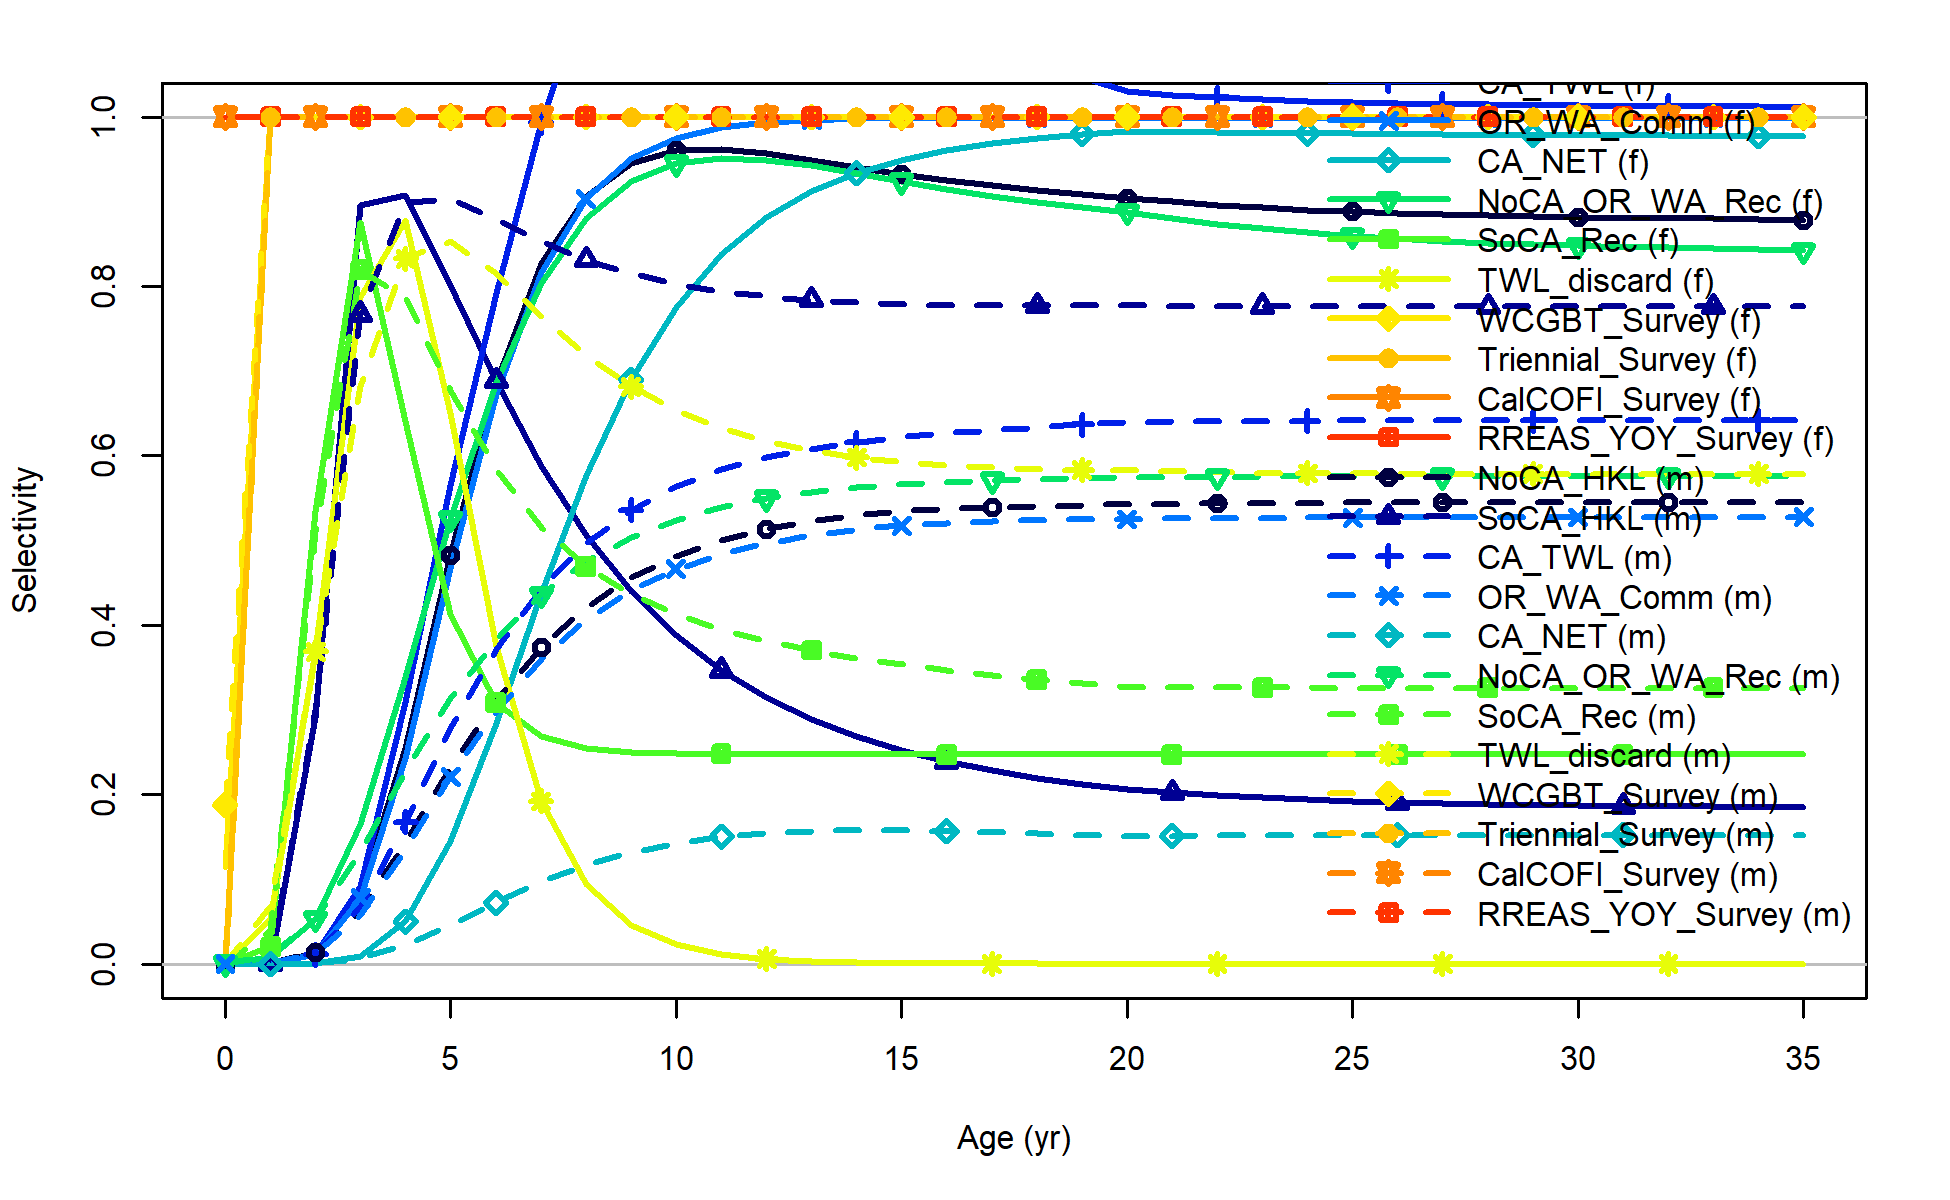 CA_TWL (f)
OR_WA_Comm (f)
CA_NET (f)
NoCA_OR_WA_Rec (f)
SoCA_Rec (f)
TWL_discard (f)
WCGBT_Survey (f)
Triennial_Survey (f)
CalCOFI_Survey (f)
RREAS_YOY_Survey (f)
NoCA_HKL (m)
SoCA_HKL (m)
CA_TWL (m)
OR_WA_Comm (m)
CA_NET (m)
NoCA_OR_WA_Rec (m)
SoCA_Rec (m)
TWL_discard (m)
WCGBT_Survey (m)
Triennial_Survey (m)
CalCOFI_Survey (m)
RREAS_YOY_Survey (m)
1.0
0.8
0.6
0.4
0.2
0.0
Selectivity
0 5 10 15 20 25 30 35
Age (yr)